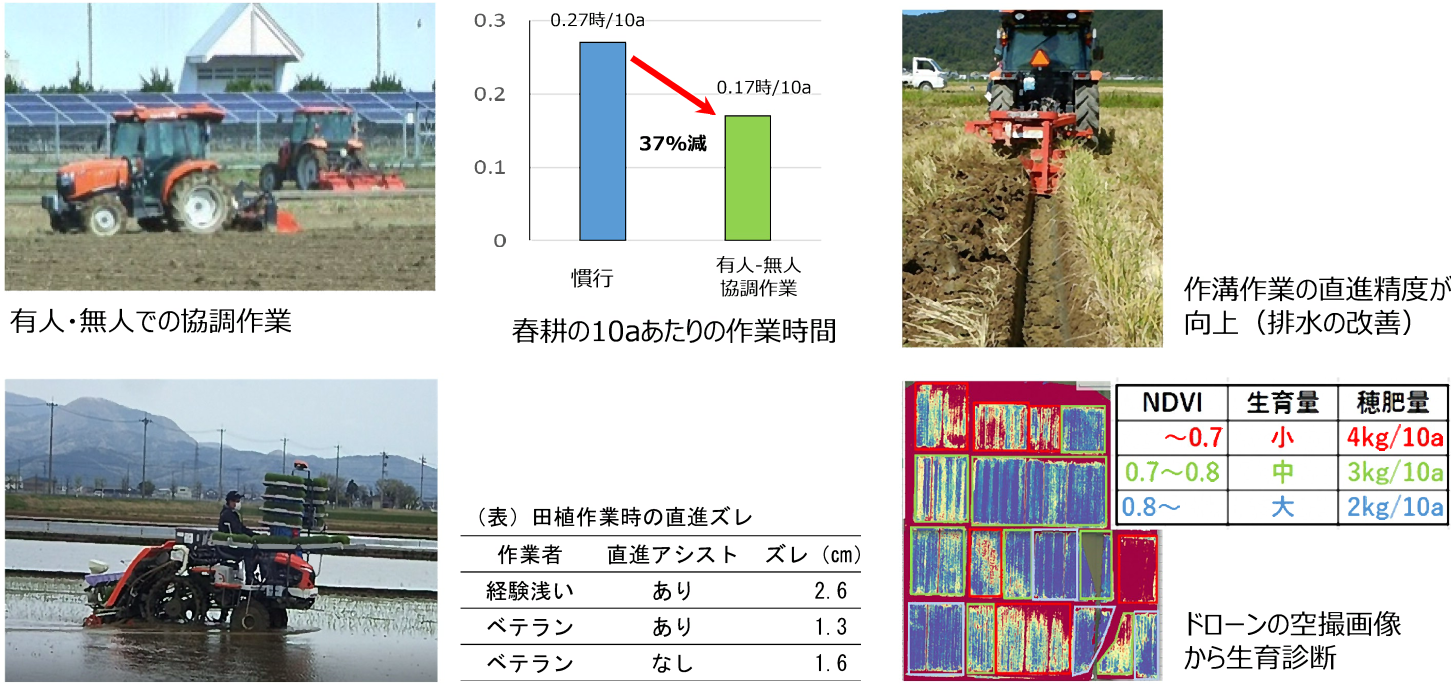 有人・無人での協調作業
0.3
0.2
0.1
0
0.27時/10a
0.17時/10a
37%減
慣行
有人-無人
協調作業
春耕の10aあたりの作業時間
作溝作業の直進精度が
向上（排水の改善）
（表）田植作業時の直進ズレ
作業者 直進アシスト ズレ（cm）
経験浅い あり 2.6
ベテラン あり 1.3
ベテラン なし 1.6
NDVI 生育量 穂肥量
～0.7 小 4kg/10a
0.7～0.8 中 3kg/10a
0.8～ 大 2kg/10a
ドローンの空撮画像
から生育診断